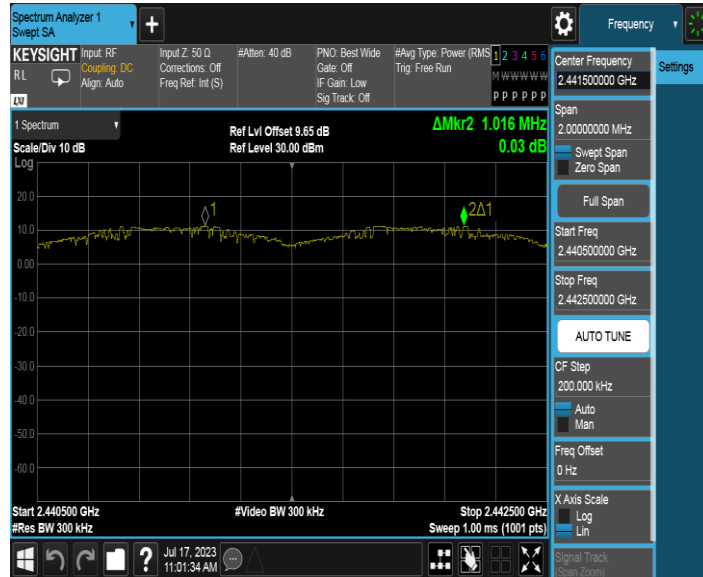 Spectrum Analyzer 1
Swept SA
Frequency
KEYSIGHT
RL
LXI
Input: RF
Coupling: DC
Align: Auto
Input Z: 50 Ω
Corrections: Off
Freq Ref: Int (S)
#Atten: 40 dB
PNO: Best Wide
Gate: Off
IF Gain: Low
Sig Track: Off
#Avg Type: Power (RMS
Trig: Free Run
1 2 3 4 5 6
M W W W W W
P P P P P P
Center Frequency
2.441500000 GHz
Settings
Span
2.00000000 MHz
Swept Span
Zero Span
Full Span
Start Freq
2.440500000 GHz
Stop Freq
2.442500000 GHz
AUTO TUNE
CF Step
200.000 kHz
Auto
Man
Freq Offset
0 Hz
X Axis Scale
Log
Lin
Signal Track
(Span Zoom)
1 Spectrum
Scale/Div 10 dB
Ref Lvl Offset 9.65 dB
Ref Level 30.00 dBm
ΔMkr2 1.016 MHz
0.03 dB
Log
20.0
10.0
0.00
-10.0
-20.0
-30.0
-40.0
-50.0
-60.0
1
2Δ1
Start 2.440500 GHz
#Res BW 300 kHz
#Video BW 300 kHz
Stop 2.442500 GHz
Sweep 1.00 ms (1001 pts)
?
Jul 17, 2023
11:01:34 AM